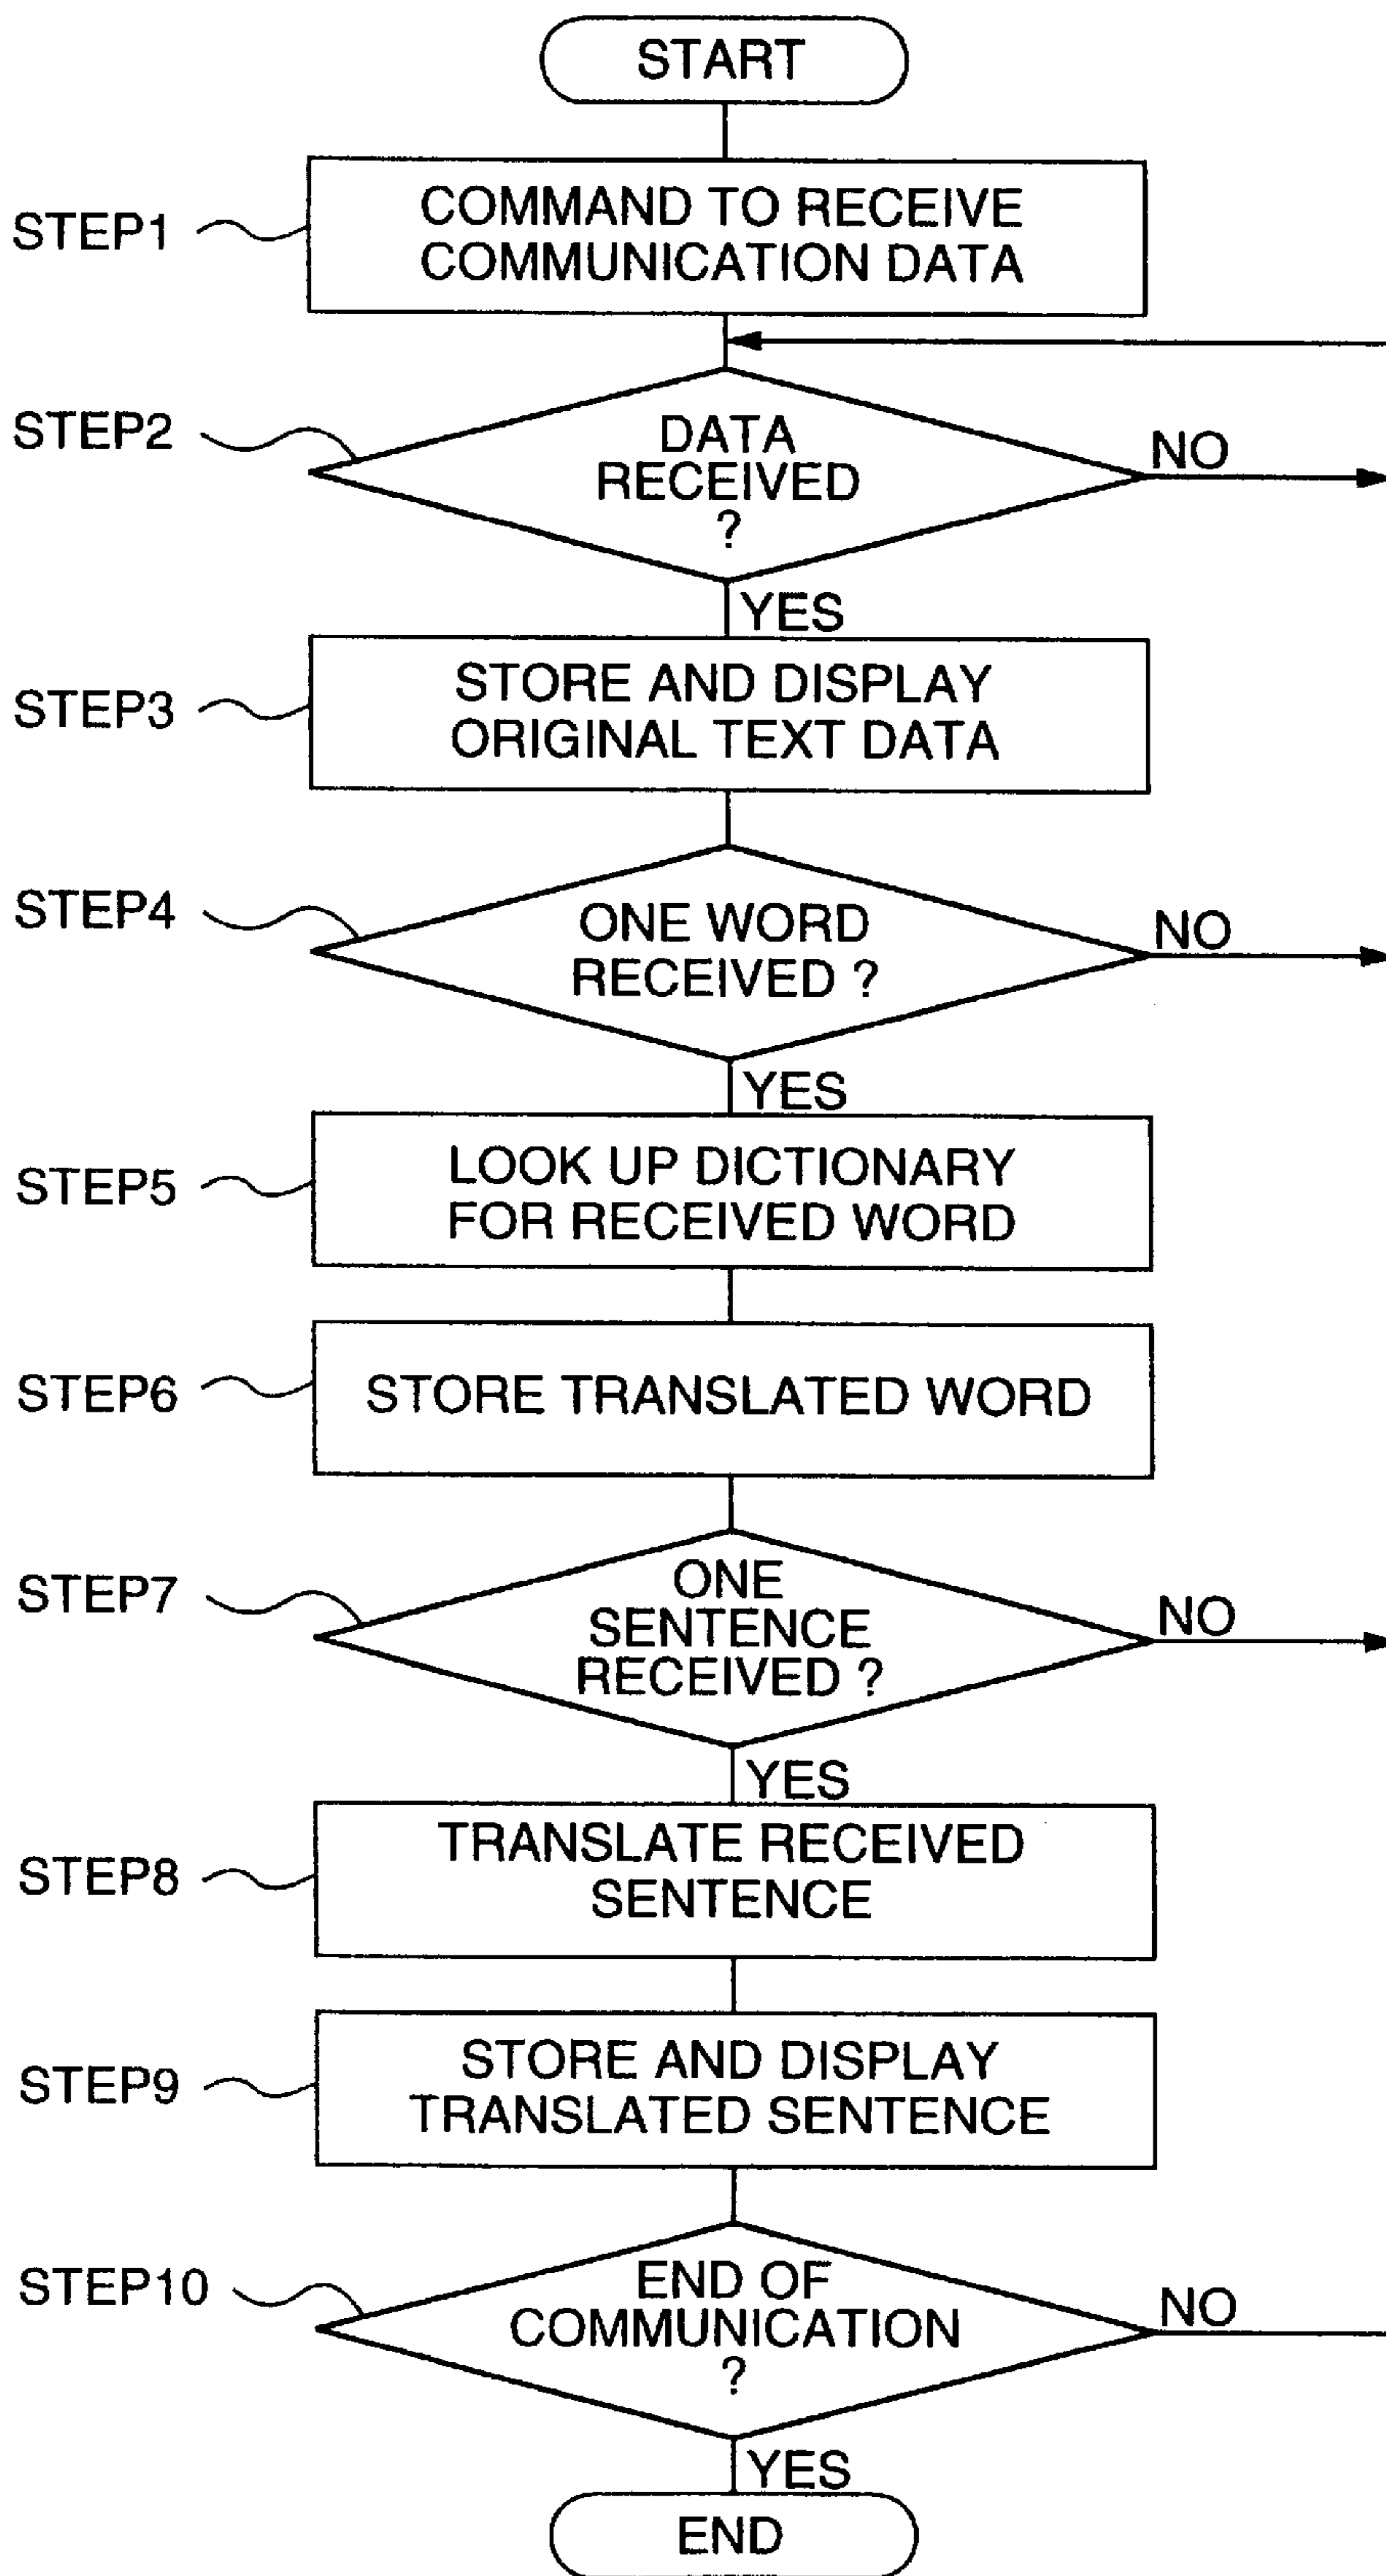 START
STEP1
COMMAND TO RECEIVE
COMMUNICATION DATA
STEP2
DATA
RECEIVED
?
NO
YES
STEP3
STORE AND DISPLAY
ORIGINAL TEXT DATA
STEP4
ONE WORD
RECEIVED ?
NO
YES
STEP5
LOOK UP DICTIONARY
FOR RECEIVED WORD
STEP6
STORE TRANSLATED WORD
STEP7
ONE
SENTENCE
RECEIVED ?
NO
YES
STEP8
TRANSLATE RECEIVED
SENTENCE
STEP9
STORE AND DISPLAY
TRANSLATED SENTENCE
STEP10
END OF
COMMUNICATION
?
NO
YES
END